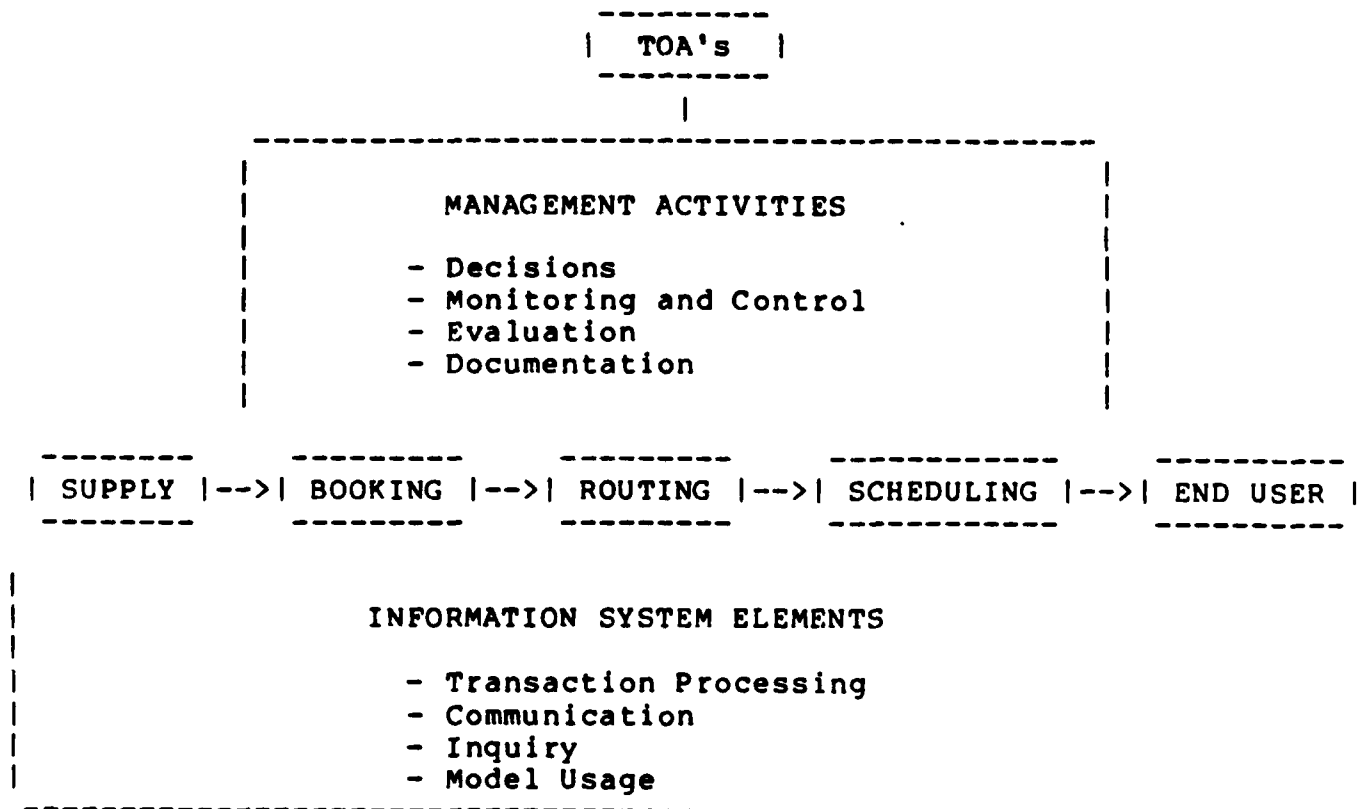 TOA's
MANAGEMENT ACTIVITIES
- Decisions
- Monitoring and Control
- Evaluation
- Documentation
SUPPLY |-->| BOOKING |-->| ROUTING |-->| SCHEDULING |-->| END USER
INFORMATION SYSTEM ELEMENTS
- Transaction Processing
- Communication
- Inquiry
- Model Usage